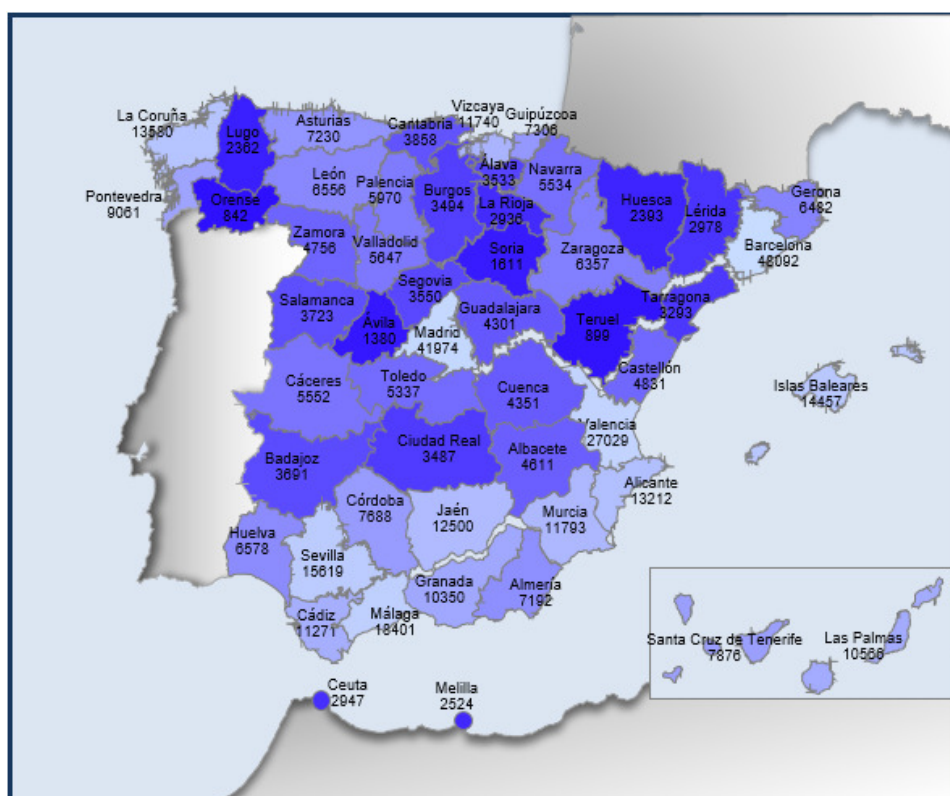 La Coruña
13580
Lugo
2362
Asturias
7230
Cantabria
3858
Vizcaya
11740
Guipúzcoa
7306
Álava
3533
Navarra
5534
Pontevedra
9061
Orense
842
León
6556
Palencia
5970
Burgos
3494
La Rioja
2936
Huesca
2393
Lérida
2978
Gerona
6482
Barcelona
48092
Zamora
4756
Valladolid
5647
Soria
1611
Zaragoza
6357
Segovia
3550
Salamanca
3723
Ávila
1380
Madrid
41974
Guadalajara
4301
Teruel
899
Tarragona
3293
Castellón
4831
Cáceres
5552
Toledo
5337
Cuenca
4351
Valencia
27029
Islas Baleares
14457
Badajoz
3691
Ciudad Real
3487
Albacete
4611
Alicante
13212
Córdoba
7688
Jaén
12500
Murcia
11793
Huelva
6578
Sevilla
15619
Granada
10350
Almería
7192
Cádiz
11271
Málaga
18401
Santa Cruz de Tenerife
7876
Las Palmas
10566
Ceuta
2947
Melilla
2524